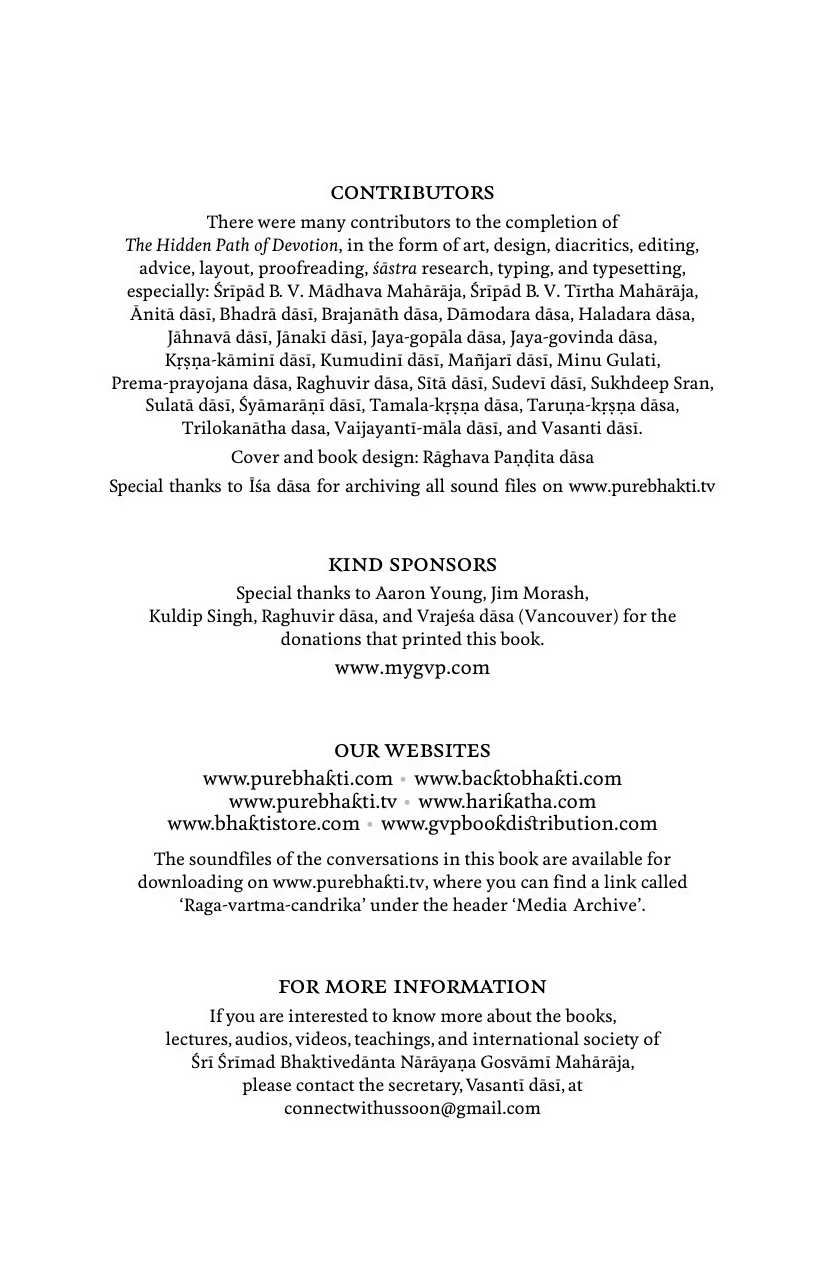 CONTRIBUTORS
There were many contributors to the completion of
The Hidden Path of Devotion, in the form of art, design, diacritics, editing,
advice, layout, proofreading, śāstra research, typing, and typesetting,
especially: Śrīpād B. V. Mādhava Mahārāja, Śrīpād B. V. Tīrtha Mahārāja,
Ānitā dāsī, Bhadrā dāsī, Brajanāth dāsa, Dāmodara dāsa, Haladara dāsa,
Jāhnavā dāsī, Jānakī dāsī, Jaya-gopāla dāsa, Jaya-govinda dāsa,
Kṛṣṇa-kāminī dāsī, Kumudinī dāsī, Mañjarī dāsī, Minu Gulati,
Prema-prayojana dāsa, Raghuvir dāsa, Sītā dāsī, Sudevī dāsī, Sukhdeep Sran,
Sulatā dāsī, Śyāmarāṇī dāsī, Tamala-kṛṣṇa dāsa, Taruṇa-kṛṣṇa dāsa,
Trilokanātha dasa, Vaijayantī-māla dāsī, and Vasanti dāsī.
Cover and book design: Rāghava Paṇḍita dāsa
Special thanks to Īśa dāsa for archiving all sound files on www.purebhakti.tv
KIND SPONSORS
Special thanks to Aaron Young, Jim Morash,
Kuldip Singh, Raghuvir dāsa, and Vrajeśa dāsa (Vancouver) for the
donations that printed this book.
www.mygvp.com
OUR WEBSITES
www.purebhakti.com • www.backtobhakti.com
www.purebhakti.tv • www.harikatha.com
www.bhaktistore.com • www.gvpbookdistribution.com
The soundfiles of the conversations in this book are available for
downloading on www.purebhakti.tv, where you can find a link called
‘Raga-vartma-candrika’ under the header ‘Media Archive’.
FOR MORE INFORMATION
If you are interested to know more about the books,
lectures, audios, videos, teachings, and international society of
Śrī Śrīmad Bhaktivedānta Nārāyaṇa Gosvāmī Mahārāja,
please contact the secretary, Vasantī dāsī, at
connectwithussoon@gmail.com